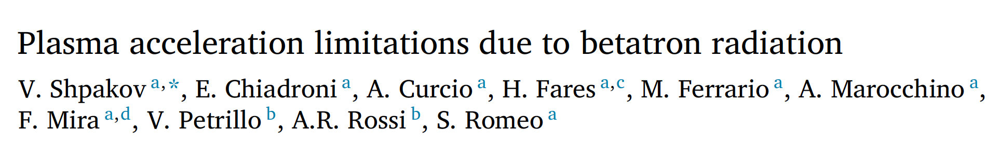 Plasma acceleration limitations due to betatron radiation
V. Shpakov a,*, E. Chiadroni a, A. Curcio a, H. Fares a,c, M. Ferrario a, A. Marocchino a,
F. Mira a,d, V. Petrillo b, A.R. Rossi b, S. Romeo a